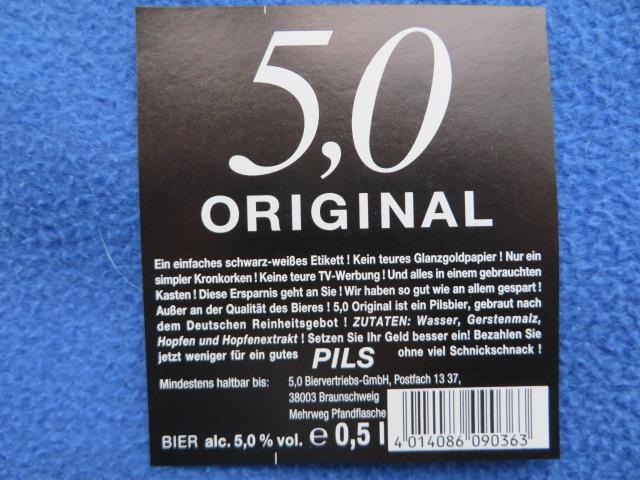 5,0
ORIGINAL
Ein einfaches schwarz-weißes Etikett ! Kein teures Glanzgoldpapier ! Nur ein
simpler Kronkorken ! Keine teure TV-Werbung ! Und alles in einem gebrauchten
Kasten ! Diese Ersparnis geht an Sie ! Wir haben so gut wie an allem gespart !
Außer an der Qualität des Bieres ! 5,0 Original ist ein Pilsbier, gebraut nach
dem Deutschen Reinheitsgebot ! ZUTATEN: Wasser, Gerstenmalz,
Hopfen und Hopfenextrakt ! Setzen Sie Ihr Geld besser ein! Bezahlen Sie
jetzt weniger für ein gutes PILS ohne viel Schnickschnack !
Mindestens haltbar bis: 5,0 Biervertriebs-GmbH, Postfach 13 37,
38003 Braunschweig
Mehrweg Pfandflasche
BIER alc. 5,0 % vol. e 0,5 l
4 014086 090363